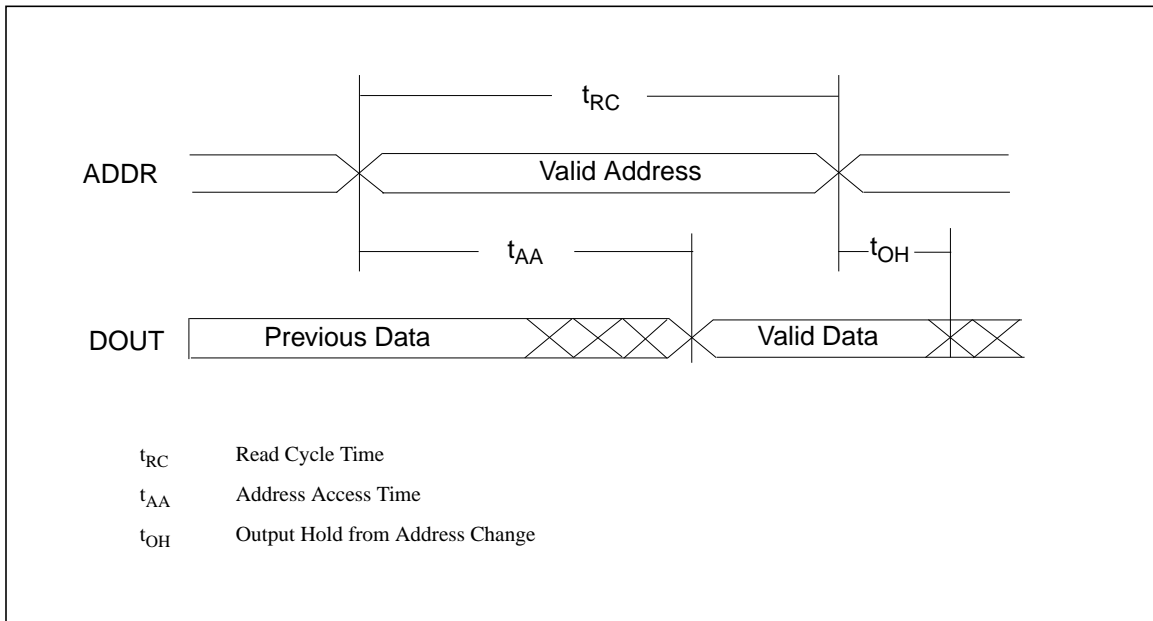 tRC
ADDR Valid Address
tAA tOH
DOUT Previous Data Valid Data
tRC Read Cycle Time
tAA Address Access Time
tOH Output Hold from Address Change